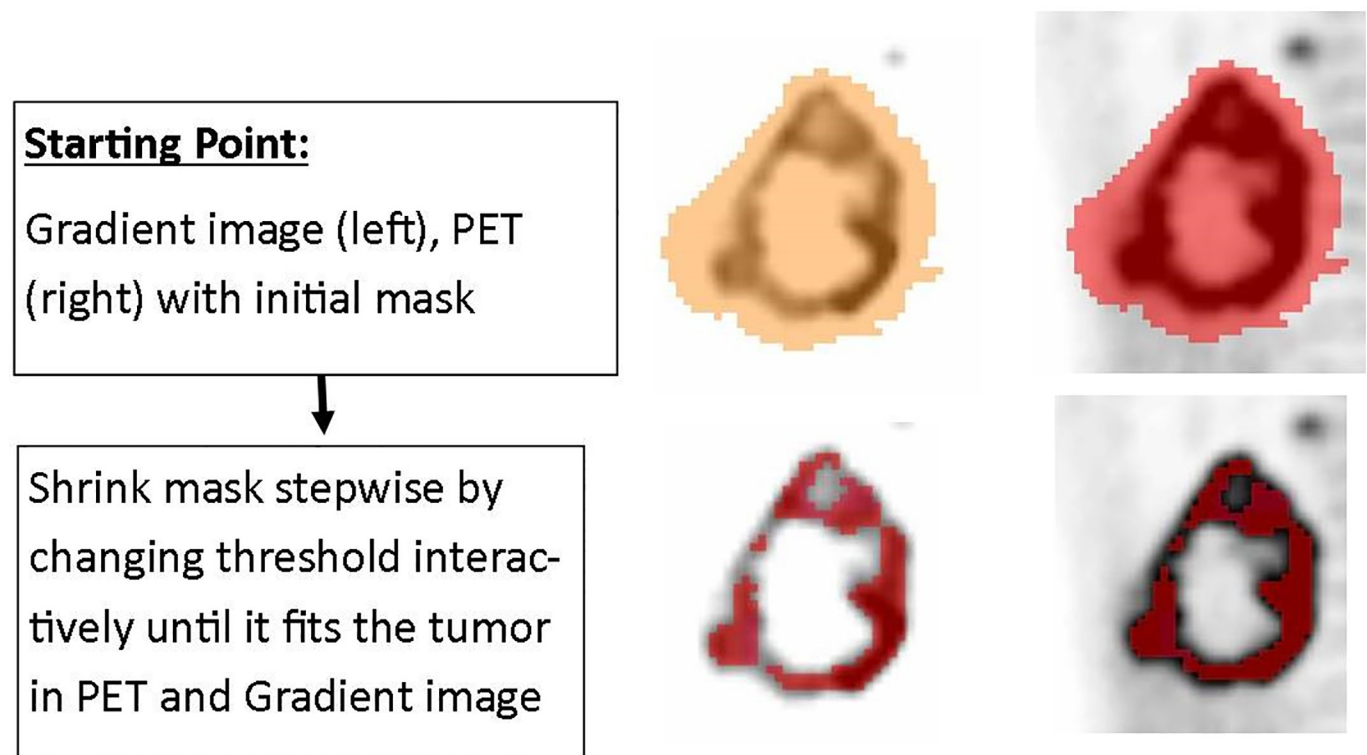 Starting Point:
Gradient image (left), PET
(right) with initial mask
Shrink mask stepwise by
changing threshold interac-
tively until it fits the tumor
in PET and Gradient image